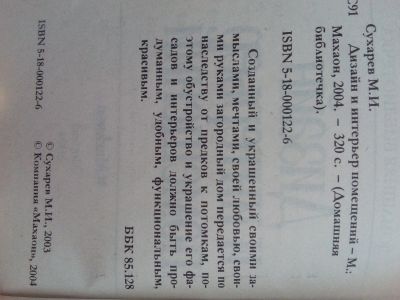 С91
Сухарев М.И.
Дизайн и интерьер помещений – М.:
Махаон, 2004. – 320 с. – (Домашняя
библиотечка).
ISBN 5-18-000122-6
Созданный и украшенный своими за-
мыслами, мечтами, своей любовью, свои-
ми руками загородный дом передается по
наследству от предков к потомкам, по-
этому обустройство и украшение его фа-
садов и интерьеров должно быть про-
думанным, удобным, функциональным,
красивым.
ББК 85.128
ISBN 5-18-000122-6
© Сухарев М.И., 2003
© Компания «Махаон», 2004